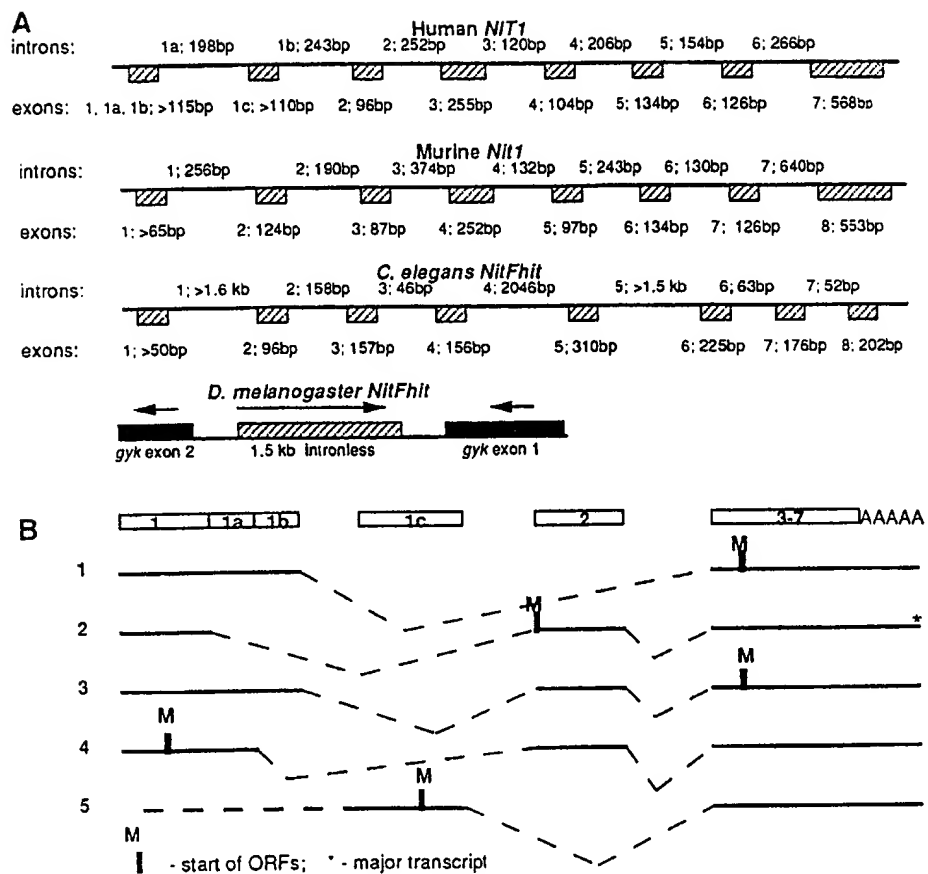 A
Human NIT1
introns: 1a; 198bp 1b; 243bp 2; 252bp 3; 120bp 4; 206bp 5; 154bp 6; 266bp
exons: 1, 1a, 1b; >115bp 1c; >110bp 2; 96bp 3; 255bp 4; 104bp 5; 134bp 6; 126bp 7; 568bp
Murine Nit1
introns: 1; 256bp 2; 190bp 3; 374bp 4; 132bp 5; 243bp 6; 130bp 7; 640bp
exons: 1; >65bp 2; 124bp 3; 87bp 4; 252bp 5; 97bp 6; 134bp 7; 126bp 8; 553bp
C. elegans NitFhit
introns: 1; >1.6 kb 2; 158bp 3; 46bp 4; 2046bp 5; >1.5 kb 6; 63bp 7; 52bp
exons: 1; >50bp 2; 96bp 3; 157bp 4; 156bp 5; 310bp 6; 225bp 7; 176bp 8; 202bp
D. melanogaster NitFhit
gyk exon 2 1.5 kb intronless gyk exon 1
B
1 1a 1b 1c 2 3-7 AAAAA
1 M
2 M *
3 M
4 M
5 M
M
- start of ORFs; * - major transcript